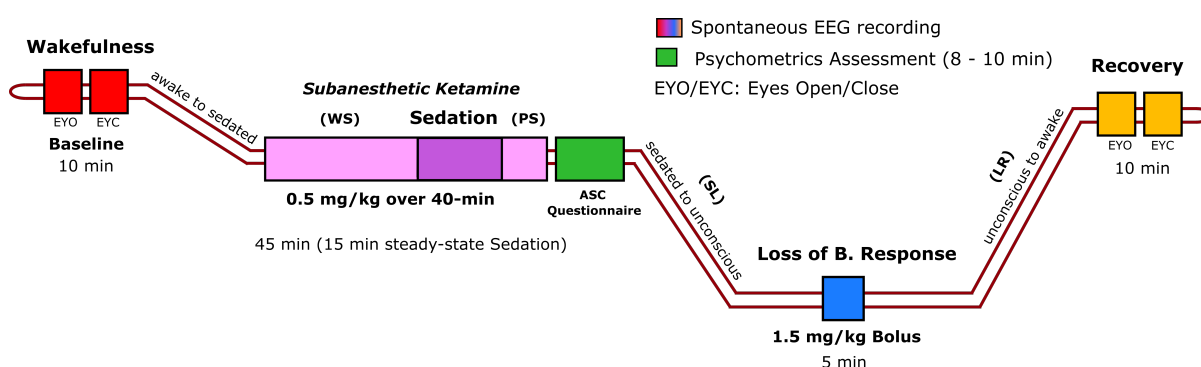 Spontaneous EEG recording
Psychometrics Assessment (8 - 10 min)
EYO/EYC: Eyes Open/Close
Wakefulness
EYO EYC
Baseline
10 min
awake to sedated
Subanesthetic Ketamine
(WS) Sedation (PS)
0.5 mg/kg over 40-min
45 min (15 min steady-state Sedation)
ASC
Questionnaire
sedated to unconscious
(SL)
Loss of B. Response
1.5 mg/kg Bolus
5 min
(LR)
unconscious to awake
Recovery
EYO EYC
10 min